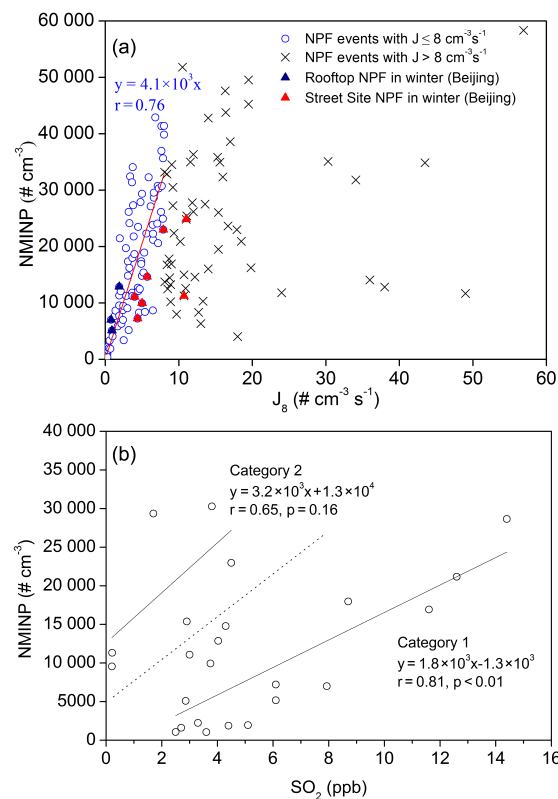 (a)
NPF events with J ≤ 8 cm⁻³s⁻¹
NPF events with J > 8 cm⁻³s⁻¹
Rooftop NPF in winter (Beijing)
Street Site NPF in winter (Beijing)
y = 4.1×10³x
r = 0.76
60 000
50 000
40 000
30 000
20 000
10 000
0
NMINP (# cm⁻³)
0 10 20 30 40 50 60
J₈ (# cm⁻³ s⁻¹)
(b)
40 000
35 000
30 000
25 000
20 000
15 000
10 000
5000
0
NMINP (# cm⁻³)
Category 2
y = 3.2×10³x+1.3×10⁴
r = 0.65, p = 0.16
Category 1
y = 1.8×10³x-1.3×10³
r = 0.81, p < 0.01
0 2 4 6 8 10 12 14 16
SO₂ (ppb)